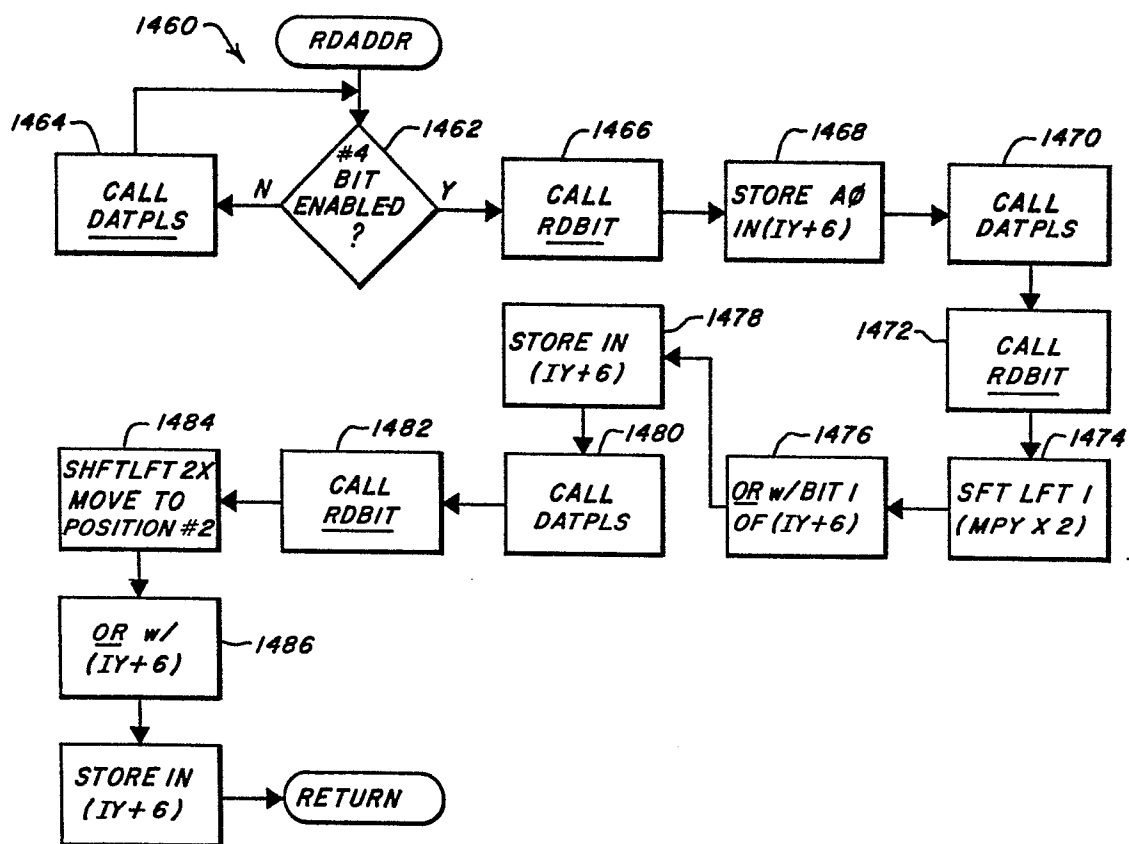 1460
RDADDR
1464
1462
1466
1468
1470
CALL
DATPLS
N
#4
BIT
ENABLED
?
Y
CALL
RDBIT
STORE AØ
IN(IY+6)
CALL
DATPLS
1478
STORE IN
(IY+6)
1472
CALL
RDBIT
1484
1482
1480
1476
1474
SHFTLFT 2X
MOVE TO
POSITION #2
CALL
RDBIT
CALL
DATPLS
OR w/BIT 1
OF (IY+6)
SFT LFT 1
(MPY X 2)
OR w/
(IY+6)
1486
STORE IN
(IY+6)
RETURN